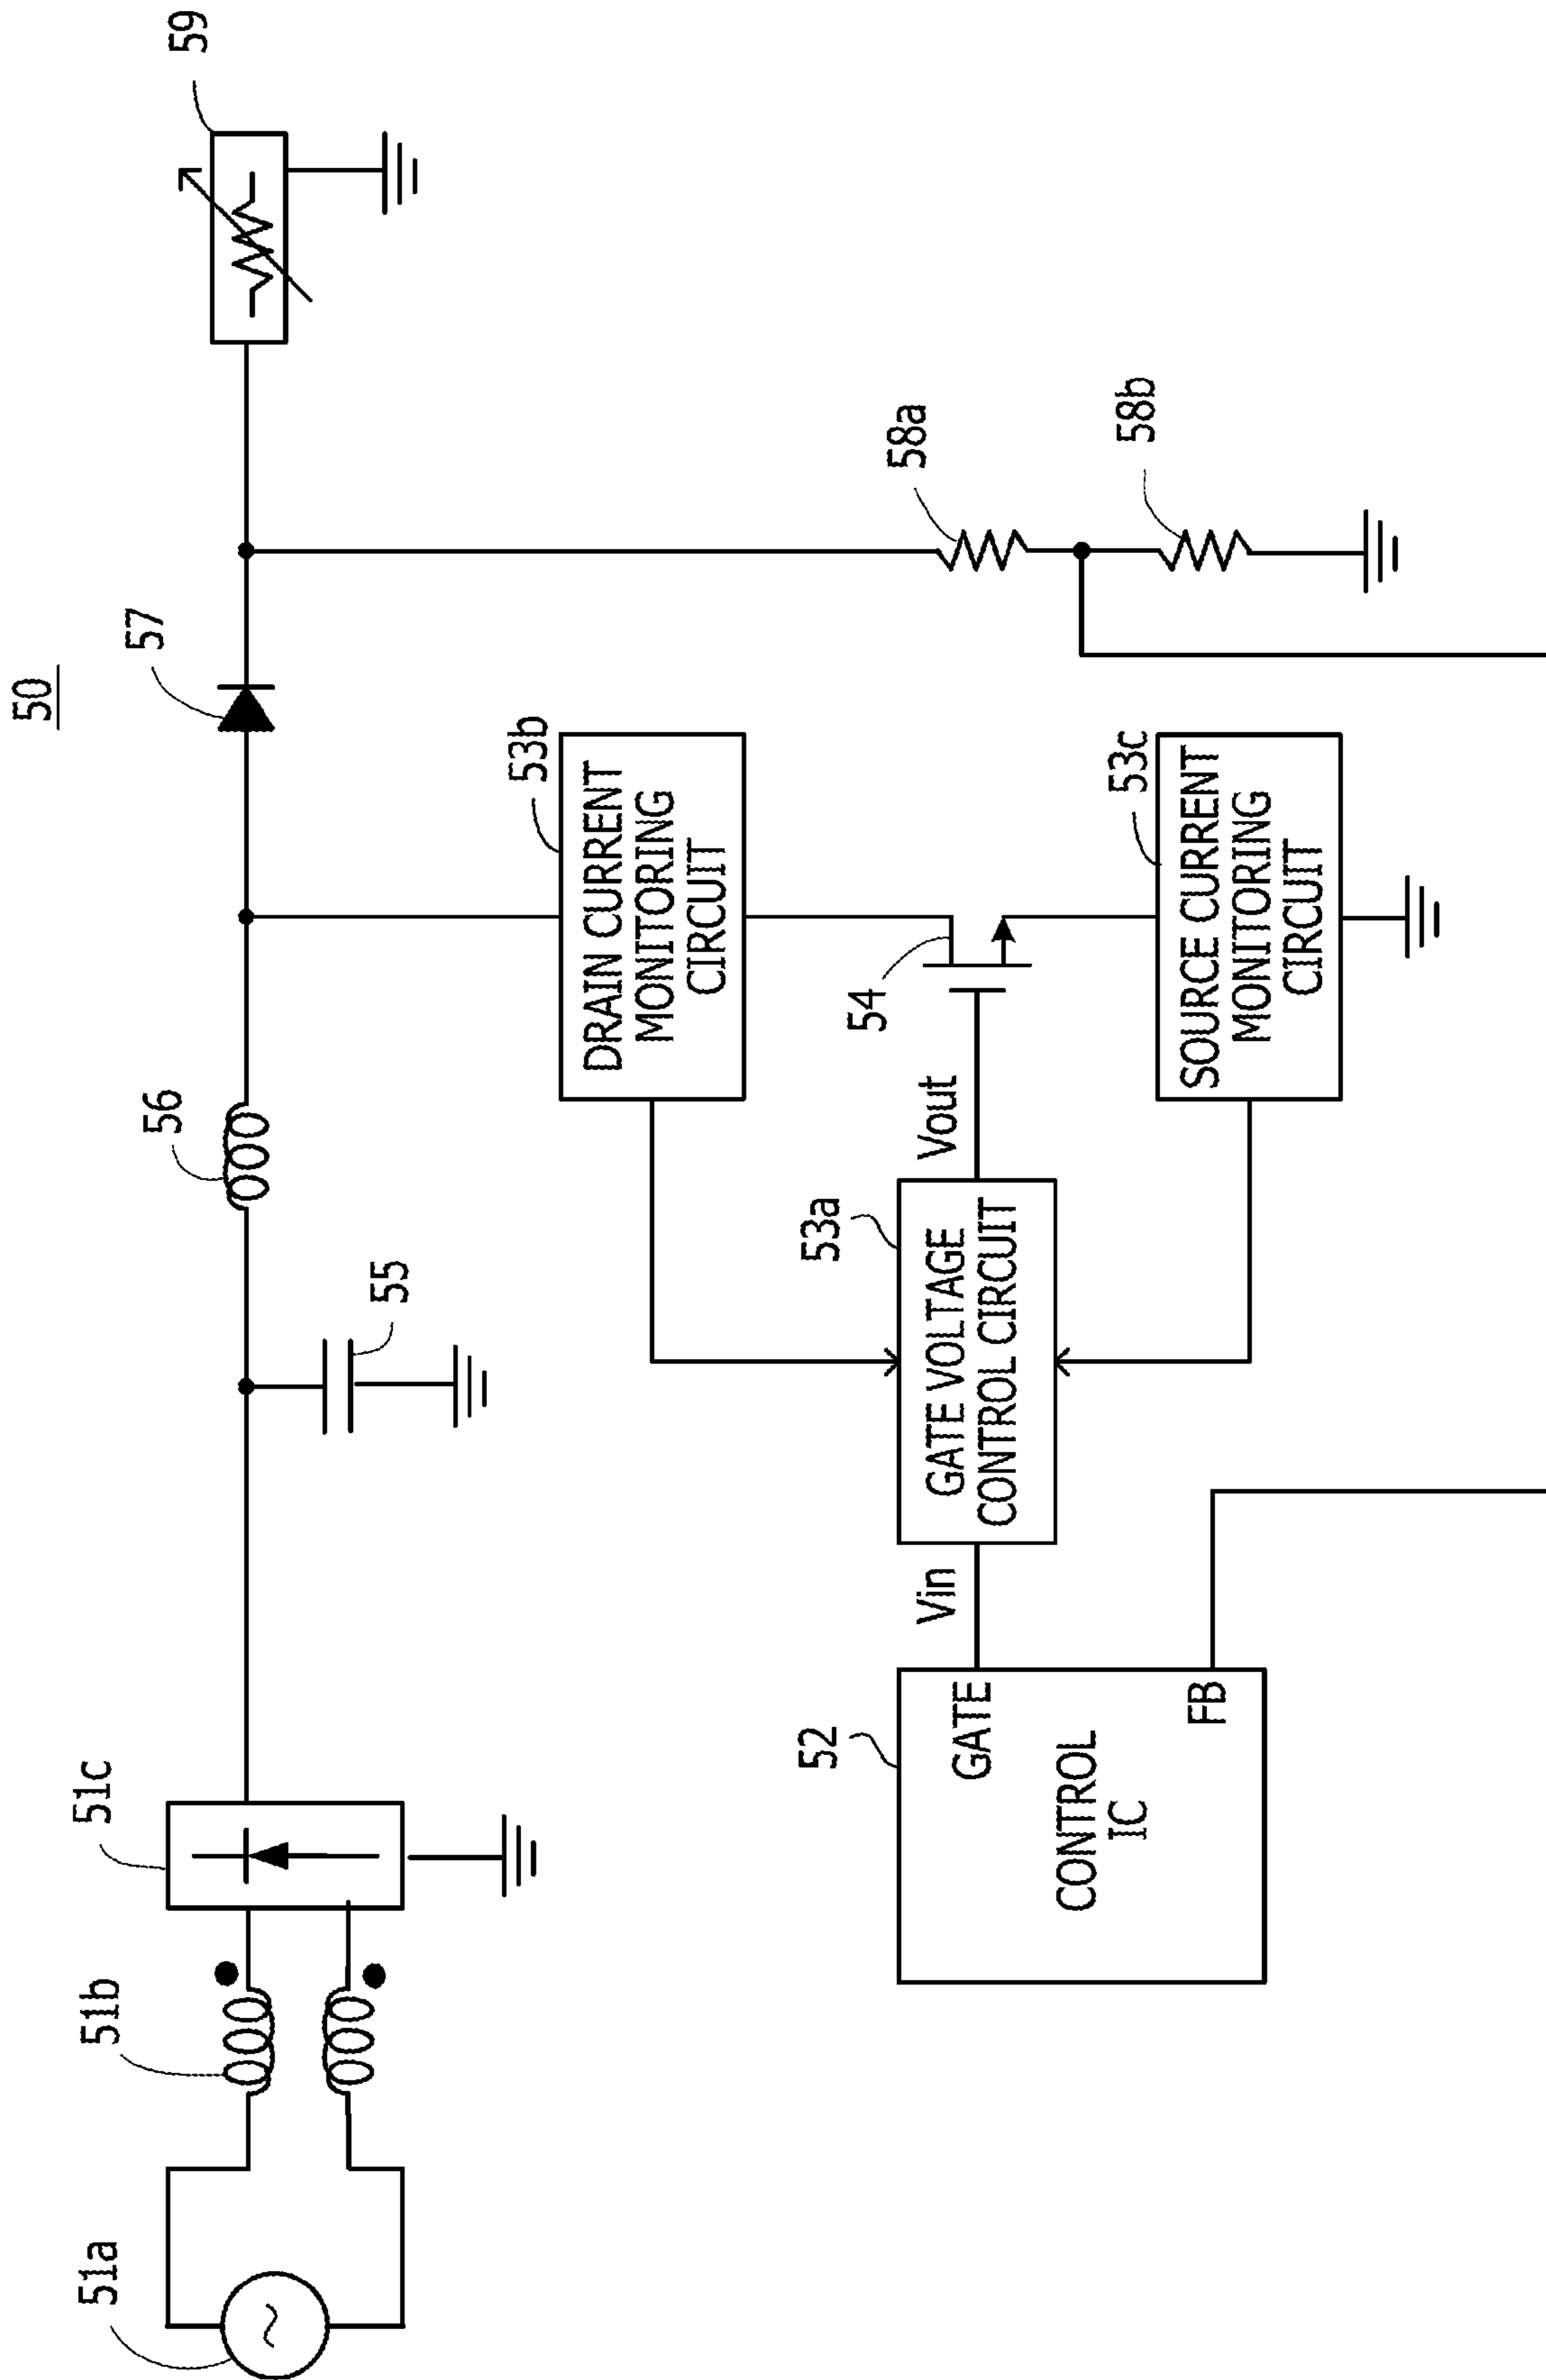 50
51a
51b
51c
55
56
57
59
53b
DRAIN CURRENT
MONITORING
CIRCUIT
58a
58b
54
Vout
53a
GATE VOLTAGE
CONTROL CIRCUIT
Vin
52
GATE
CONTROL
IC
FB
53c
SOURCE CURRENT
MONITORING
CIRCUIT